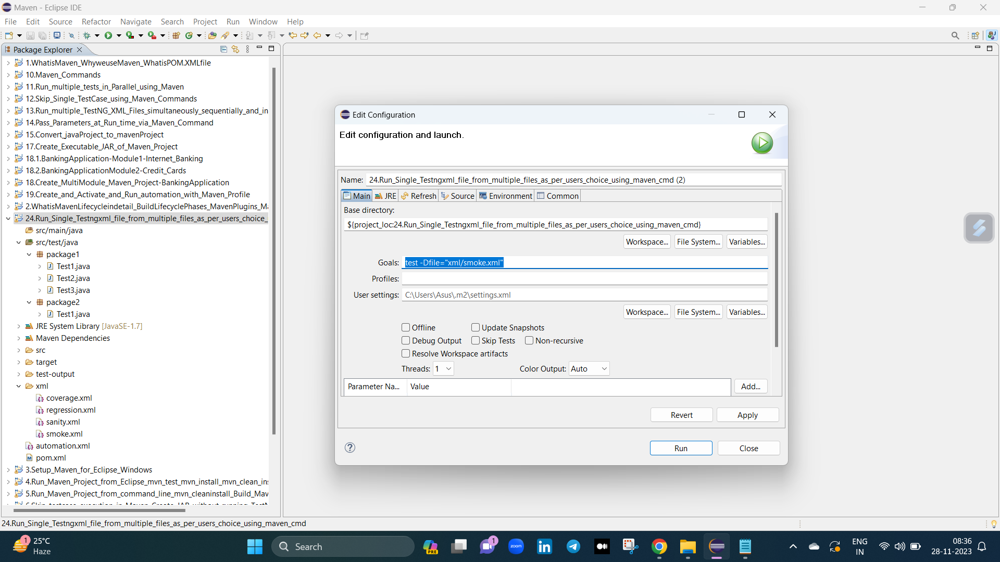 Maven - Eclipse IDE
File Edit Source Refactor Navigate Search Project Run Window Help
Package Explorer
1.WhatisMaven_WhyweuseMaven_WhatisPOM.XMLfile
10.Maven_Commands
11.Run_multiple_tests_in_Parallel_using_Maven
12.Skip_Single_TestCase_using_Maven_Commands
13.Run_multiple_TestNG_XML_Files_simultaneously_sequentially_and_in
14.Pass_Parameters_at_Run_time_via_Maven_Command
15.Convert_javaProject_to_mavenProject
17.Create_Executable_JAR_of_Maven_Project
18.1.BankingApplication-Module1-Internet_Banking
18.2.BankingApplicationModule2-Credit_Cards
18.Create_MultiModule_Maven_Project-BankingApplication
19.Create_and_Activate_and_Run_automation_with_Maven_Profile
2.WhatisMavenLifecycleindetail_BuildLifecyclePhases_MavenPlugins_Ma
24.Run_Single_Testngxml_file_from_multiple_files_as_per_users_choice_
src/main/java
src/test/java
package1
Test1.java
Test2.java
Test3.java
package2
Test1.java
JRE System Library [JavaSE-1.7]
Maven Dependencies
src
target
test-output
xml
coverage.xml
regression.xml
sanity.xml
smoke.xml
automation.xml
pom.xml
3.Setup_Maven_for_Eclipse_Windows
4.Run_Maven_Project_from_Eclipse_mvn_test_mvn_install_mvn_clean_ins
5.Run_Maven_Project_from_command_line_mvn_cleaninstall_Build_Mav
Edit Configuration
Edit configuration and launch.
Name: 24.Run_Single_Testngxml_file_from_multiple_files_as_per_users_choice_using_maven_cmd (2)
Main JRE Refresh Source Environment Common
Base directory:
${project_loc:24.Run_Single_Testngxml_file_from_multiple_files_as_per_users_choice_using_maven_cmd}
Workspace... File System... Variables...
Goals: test -Dfile="xml/smoke.xml"
Profiles:
User settings: C:\Users\Asus\.m2\settings.xml
Workspace... File System... Variables...
Offline Update Snapshots
Debug Output Skip Tests Non-recursive
Resolve Workspace artifacts
Threads: 1 Color Output: Auto
Parameter Na... Value Add...
Revert Apply
Run Close
24.Run_Single_Testngxml_file_from_multiple_files_as_per_users_choice_using_maven_cmd
1 25°C
Haze
Search
PRE
1
zoom
ENG
IN
08:36
28-11-2023